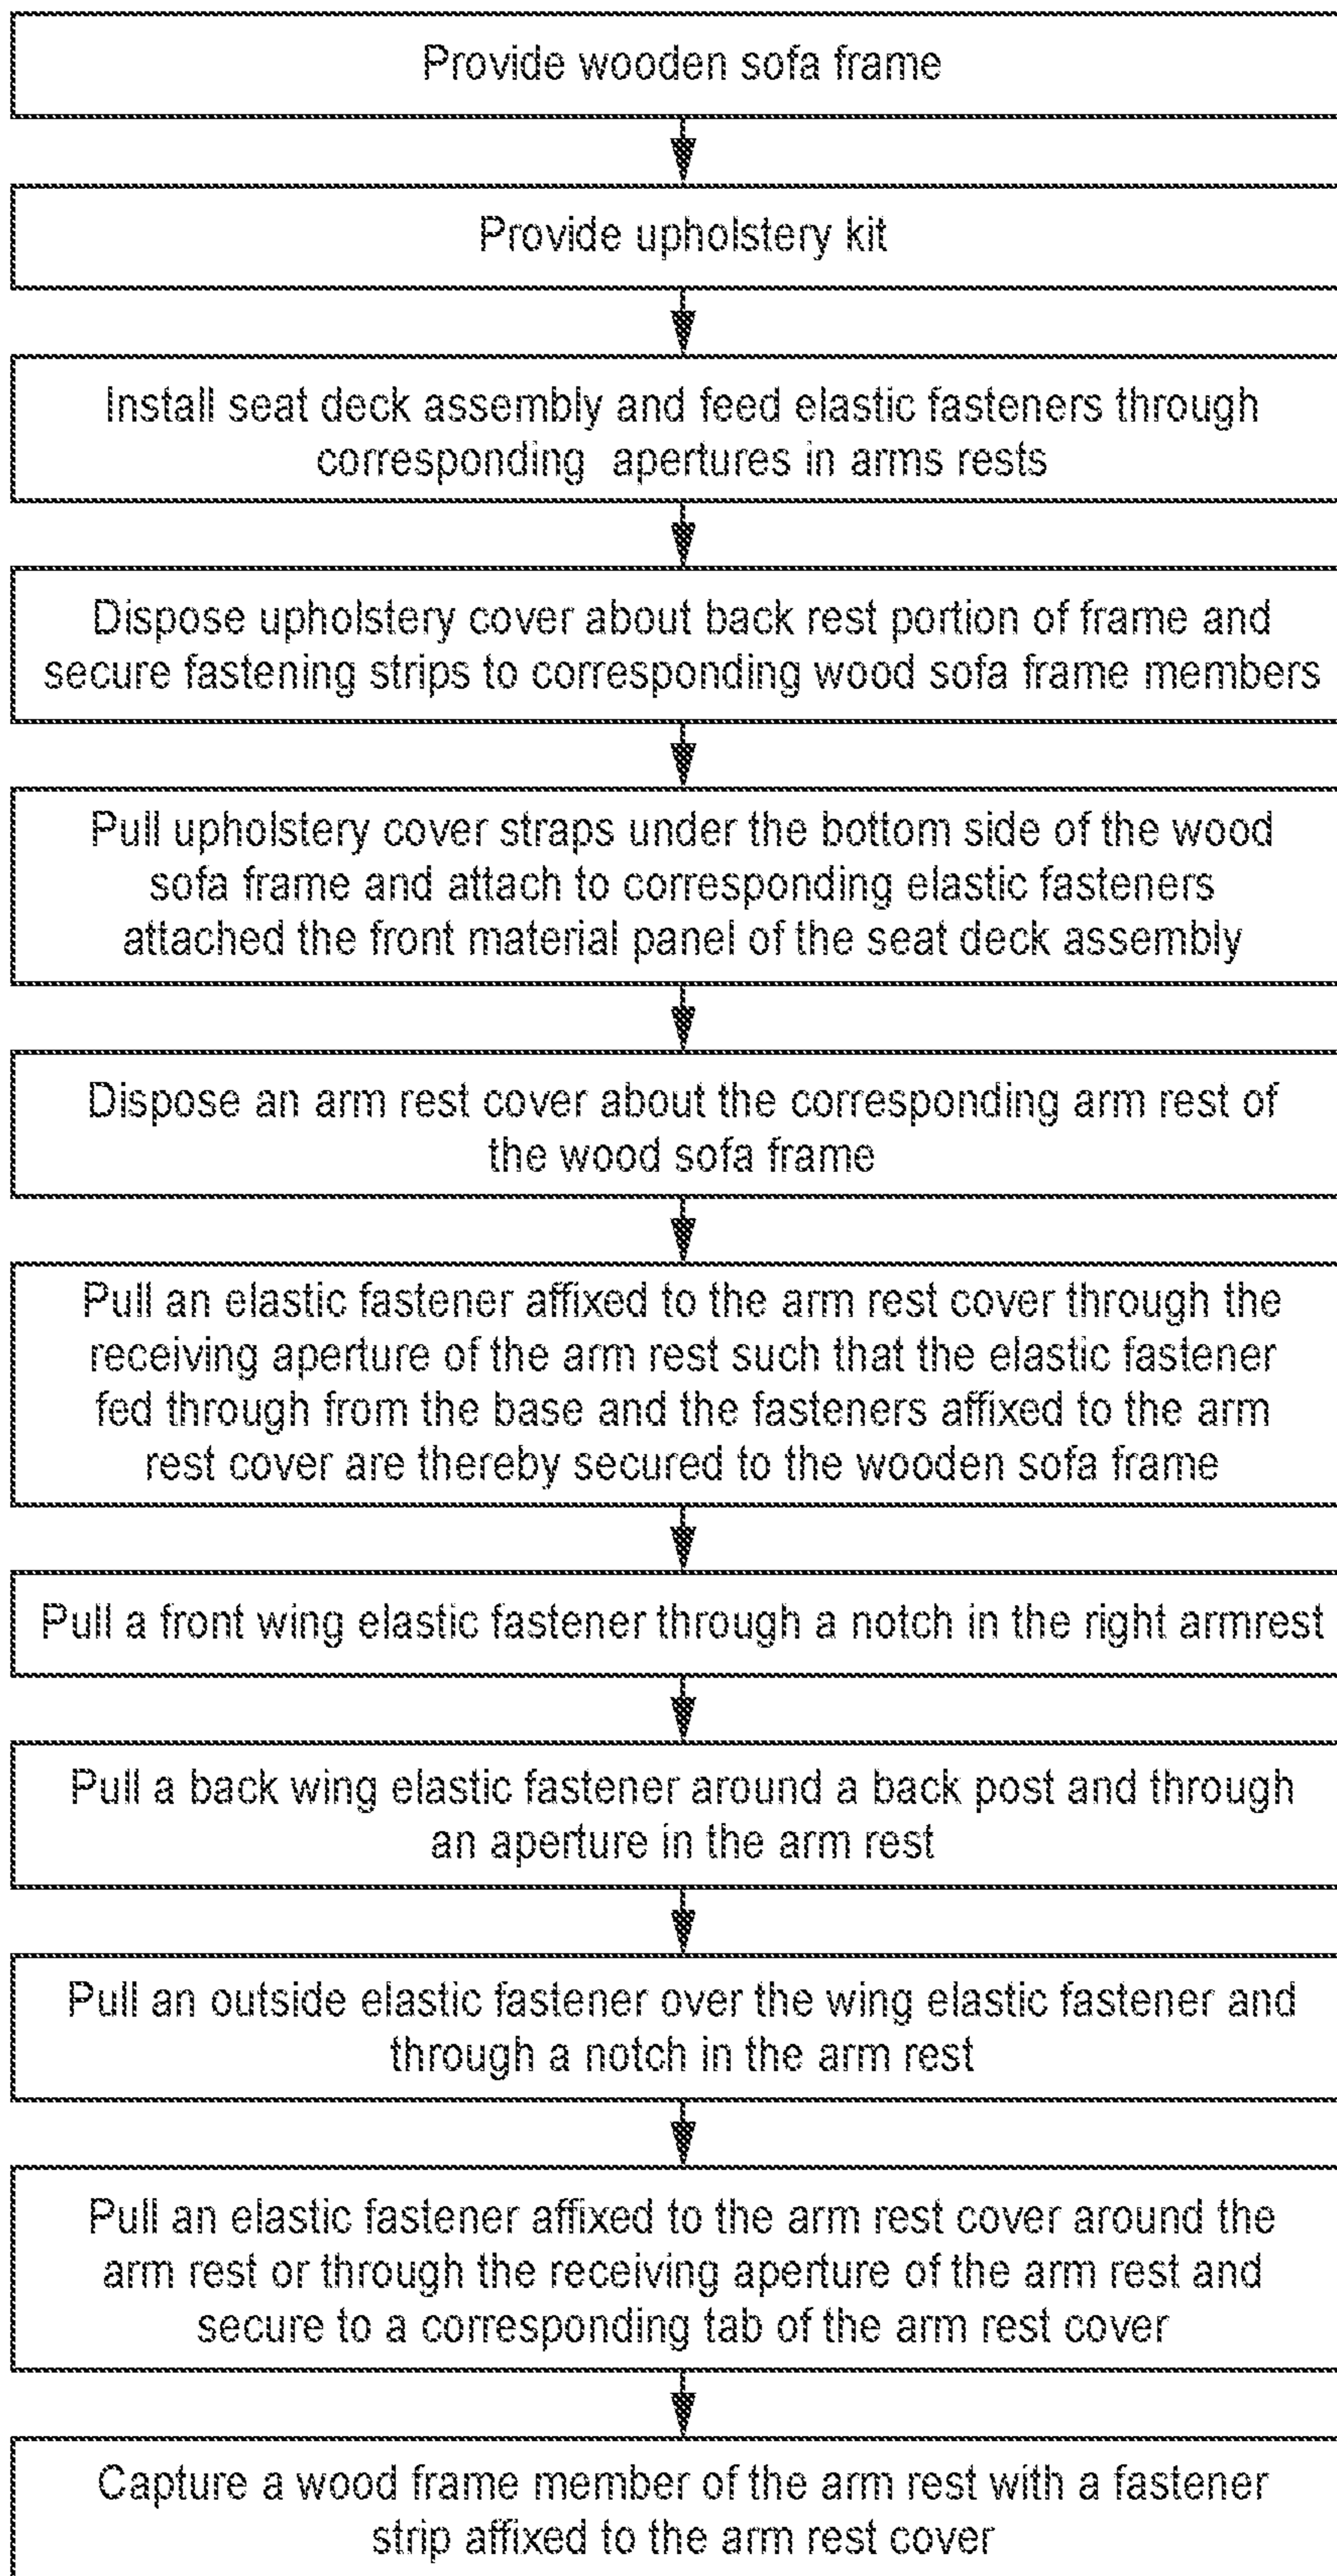 Provide wooden sofa frame
Provide upholstery kit
Install seat deck assembly and feed elastic fasteners through
corresponding apertures in arms rests
Dispose upholstery cover about back rest portion of frame and
secure fastening strips to corresponding wood sofa frame members
Pull upholstery cover straps under the bottom side of the wood
sofa frame and attach to corresponding elastic fasteners
attached the front material panel of the seat deck assembly
Dispose an arm rest cover about the corresponding arm rest of
the wood sofa frame
Pull an elastic fastener affixed to the arm rest cover through the
receiving aperture of the arm rest such that the elastic fastener
fed through from the base and the fasteners affixed to the arm
rest cover are thereby secured to the wooden sofa frame
Pull a front wing elastic fastener through a notch in the right armrest
Pull a back wing elastic fastener around a back post and through
an aperture in the arm rest
Pull an outside elastic fastener over the wing elastic fastener and
through a notch in the arm rest
Pull an elastic fastener affixed to the arm rest cover around the
arm rest or through the receiving aperture of the arm rest and
secure to a corresponding tab of the arm rest cover
Capture a wood frame member of the arm rest with a fastener
strip affixed to the arm rest cover